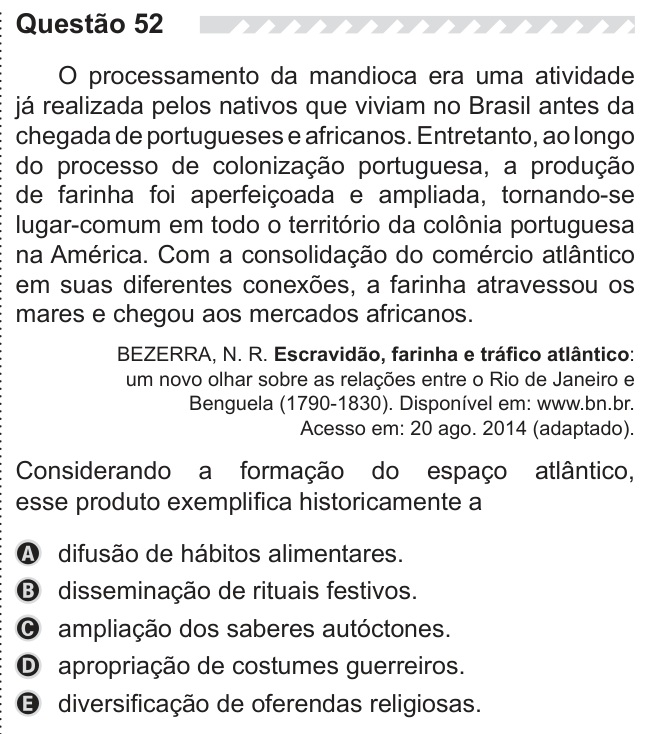 Questão 52
O processamento da mandioca era uma atividade
já realizada pelos nativos que viviam no Brasil antes da
chegada de portugueses e africanos. Entretanto, ao longo
do processo de colonização portuguesa, a produção
de farinha foi aperfeiçoada e ampliada, tornando-se
lugar-comum em todo o território da colônia portuguesa
na América. Com a consolidação do comércio atlântico
em suas diferentes conexões, a farinha atravessou os
mares e chegou aos mercados africanos.
BEZERRA, N. R. Escravidão, farinha e tráfico atlântico:
um novo olhar sobre as relações entre o Rio de Janeiro e
Benguela (1790-1830). Disponível em: www.bn.br.
Acesso em: 20 ago. 2014 (adaptado).
Considerando a formação do espaço atlântico,
esse produto exemplifica historicamente a
A difusão de hábitos alimentares.
B disseminação de rituais festivos.
C ampliação dos saberes autóctones.
D apropriação de costumes guerreiros.
E diversificação de oferendas religiosas.